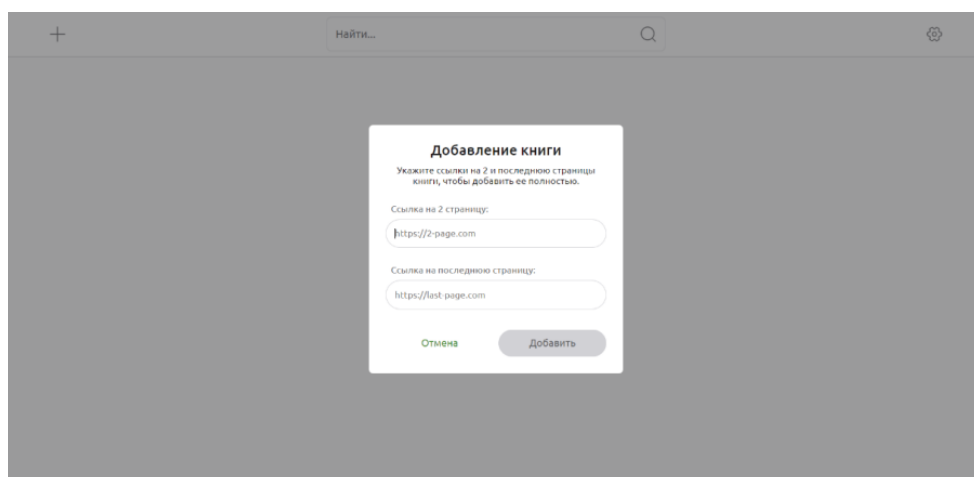 Найти...
Добавление книги
Укажите ссылки на 2 и последнюю страницы
книги, чтобы добавить ее полностью.
Ссылка на 2 страницу:
https://2-page.com
Ссылка на последнюю страницу:
https://last-page.com
Отмена
Добавить